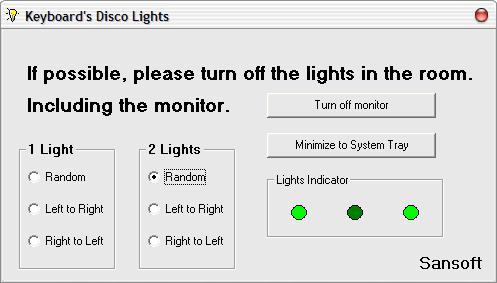 Keyboard's Disco Lights
If possible, please turn off the lights in the room.
Including the monitor.
Turn off monitor
Minimize to System Tray
1 Light
Random
Left to Right
Right to Left
2 Lights
Random
Left to Right
Right to Left
Lights Indicator
Sansoft